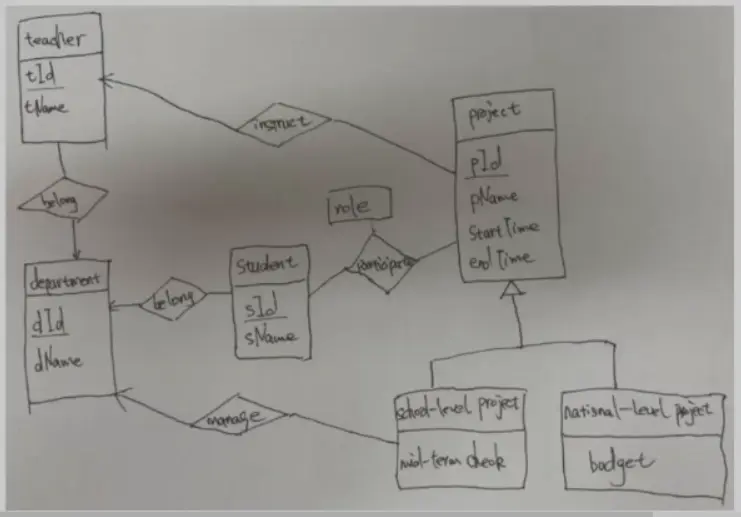 teacher
tId
tName
instruct
project
pId
pName
StartTime
endTime
belong
role
participate
department
dId
dName
belong
student
sId
sName
manage
school-level project
mid-term check
national-level project
budget